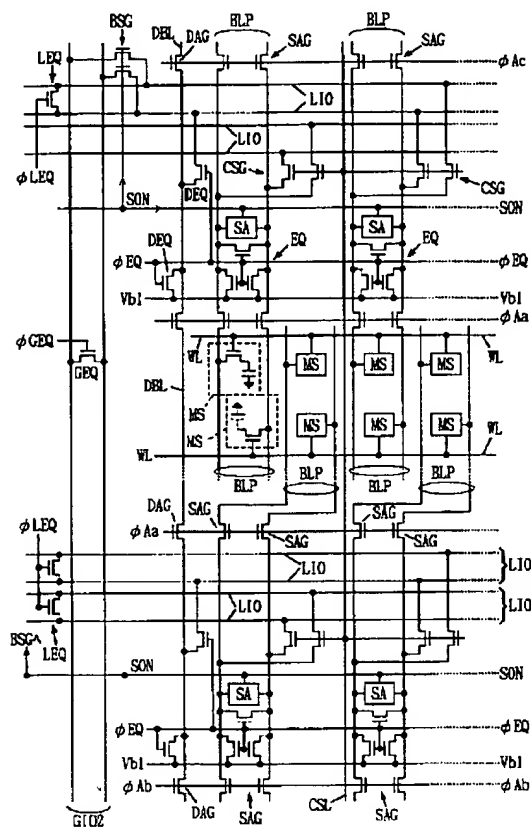 BSG DBL DAG BLP SAG BLP SAG
LEQ φAc
LIO
LIO
φLEQ CSG CSG
DEQ
SON SON
SA SA
DEQ EQ EQ
φEQ φEQ
Vbl Vbl
φAa
φGEQ WL WL
GEQ DBL MS MS MS
MS
MS MS MS MS
WL WL
BLP BLP BLP BLP
DAG SAG SAG
φLEQ φAa SAG SAG
LIO LIO
LIO LIO
BSG^ LEQ
SON SON
SA SA
φEQ φEQ
Vbl Vbl
φAb φAb
GIO2 DAG SAG CSL SAG